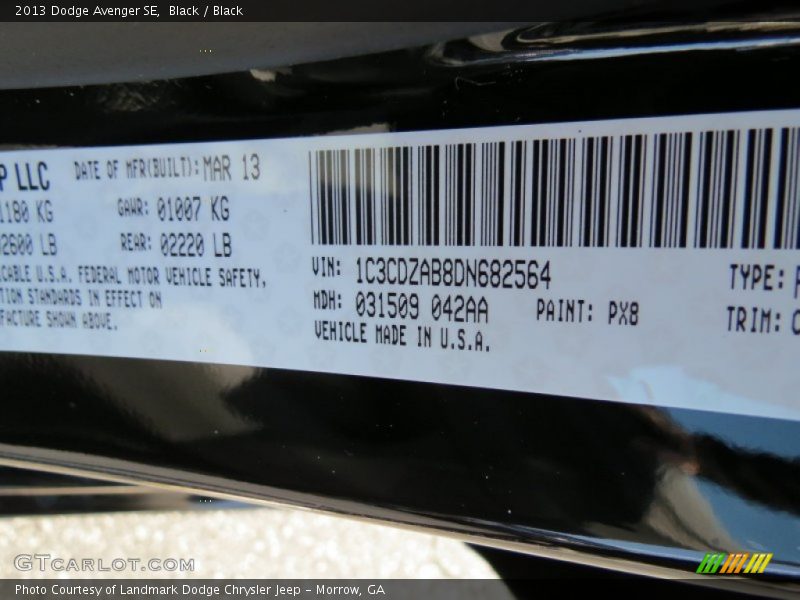 2013 Dodge Avenger SE, Black / Black
P LLC
DATE OF MFR(BUILT): MAR 13
1180 KG GAWR: 01007 KG
2600 LB REAR: 02220 LB
CABLE U.S.A. FEDERAL MOTOR VEHICLE SAFETY,
TION STANDARDS IN EFFECT ON
FACTURE SHOWN ABOVE.
VIN: 1C3CDZAB8DN682564 TYPE:
MDH: 031509 042AA PAINT: PX8 TRIM:
VEHICLE MADE IN U.S.A.
GTCARLOT.COM
Photo Courtesy of Landmark Dodge Chrysler Jeep - Morrow, GA